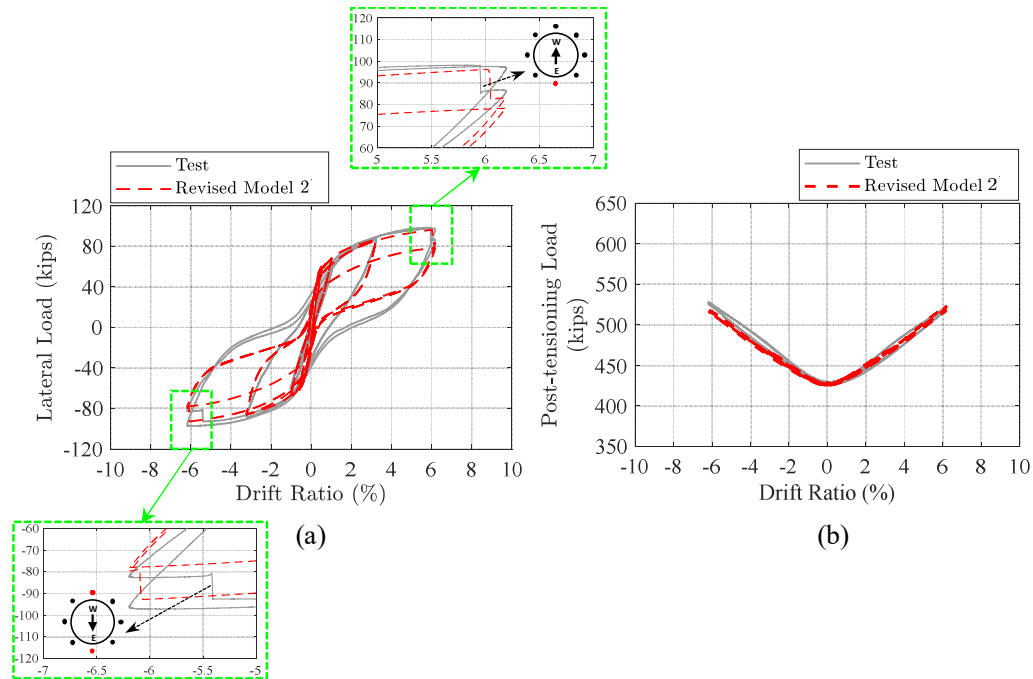 120
110
100
90
80
70
60
5
5.5
6
6.5
7
W
E
Test
Revised Model 2'
Lateral Load (kips)
120
80
40
0
-40
-80
-120
-10 -8 -6 -4 -2 0 2 4 6 8 10
Drift Ratio (%)
(a)
Test
Revised Model 2'
Post-tensioning Load
(kips)
650
600
550
500
450
400
350
-10 -8 -6 -4 -2 0 2 4 6 8 10
Drift Ratio (%)
(b)
-60
-70
-80
-90
-100
-110
-120
-7 -6.5 -6 -5.5 -5
W
E